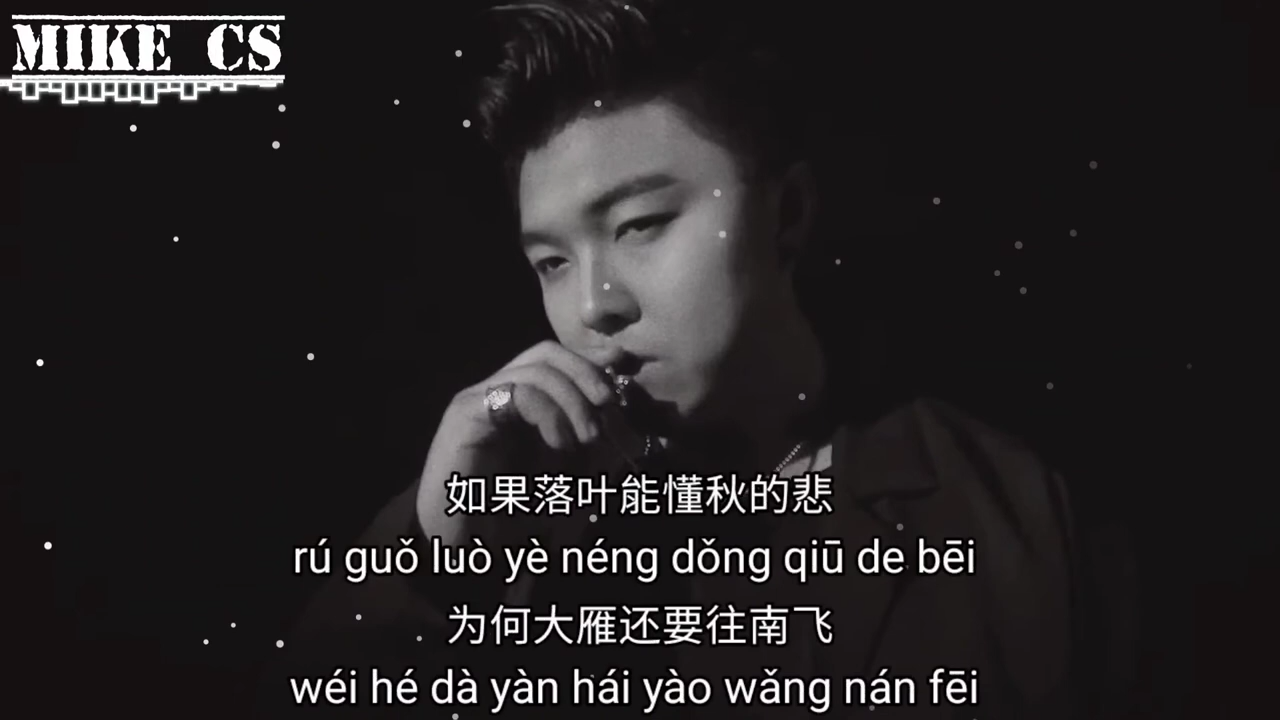 MIKE CS
如果落叶能懂秋的悲
rú guǒ luò yè néng dǒng qiū de bēi
为何大雁还要往南飞
wéi hé dà yàn hái yào wǎng nán fēi